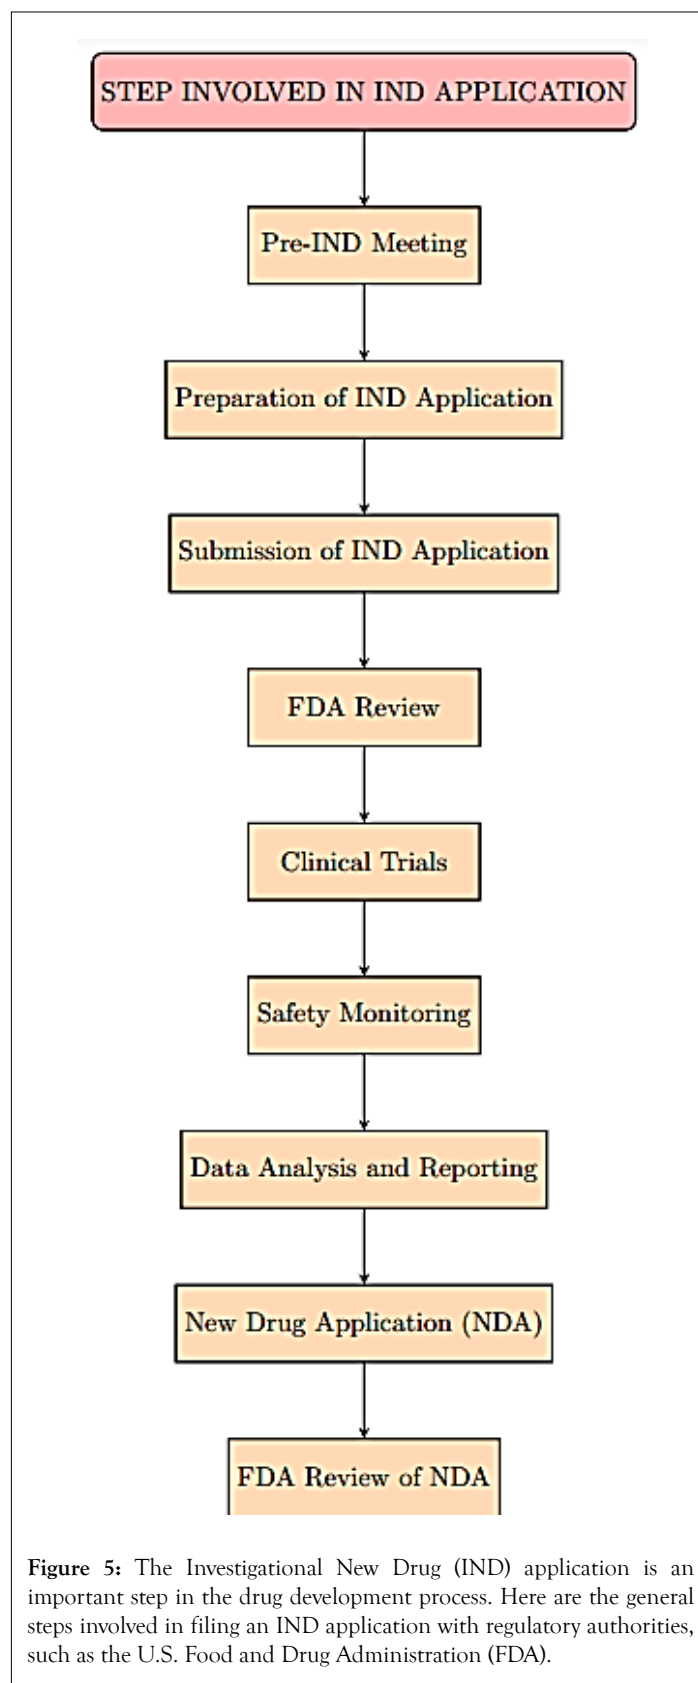 STEP INVOLVED IN IND APPLICATION
Pre-IND Meeting
Preparation of IND Application
Submission of IND Application
FDA Review
Clinical Trials
Safety Monitoring
Data Analysis and Reporting
New Drug Application (NDA)
FDA Review of NDA
Figure 5: The Investigational New Drug (IND) application is an
important step in the drug development process. Here are the general
steps involved in filing an IND application with regulatory authorities,
such as the U.S. Food and Drug Administration (FDA).